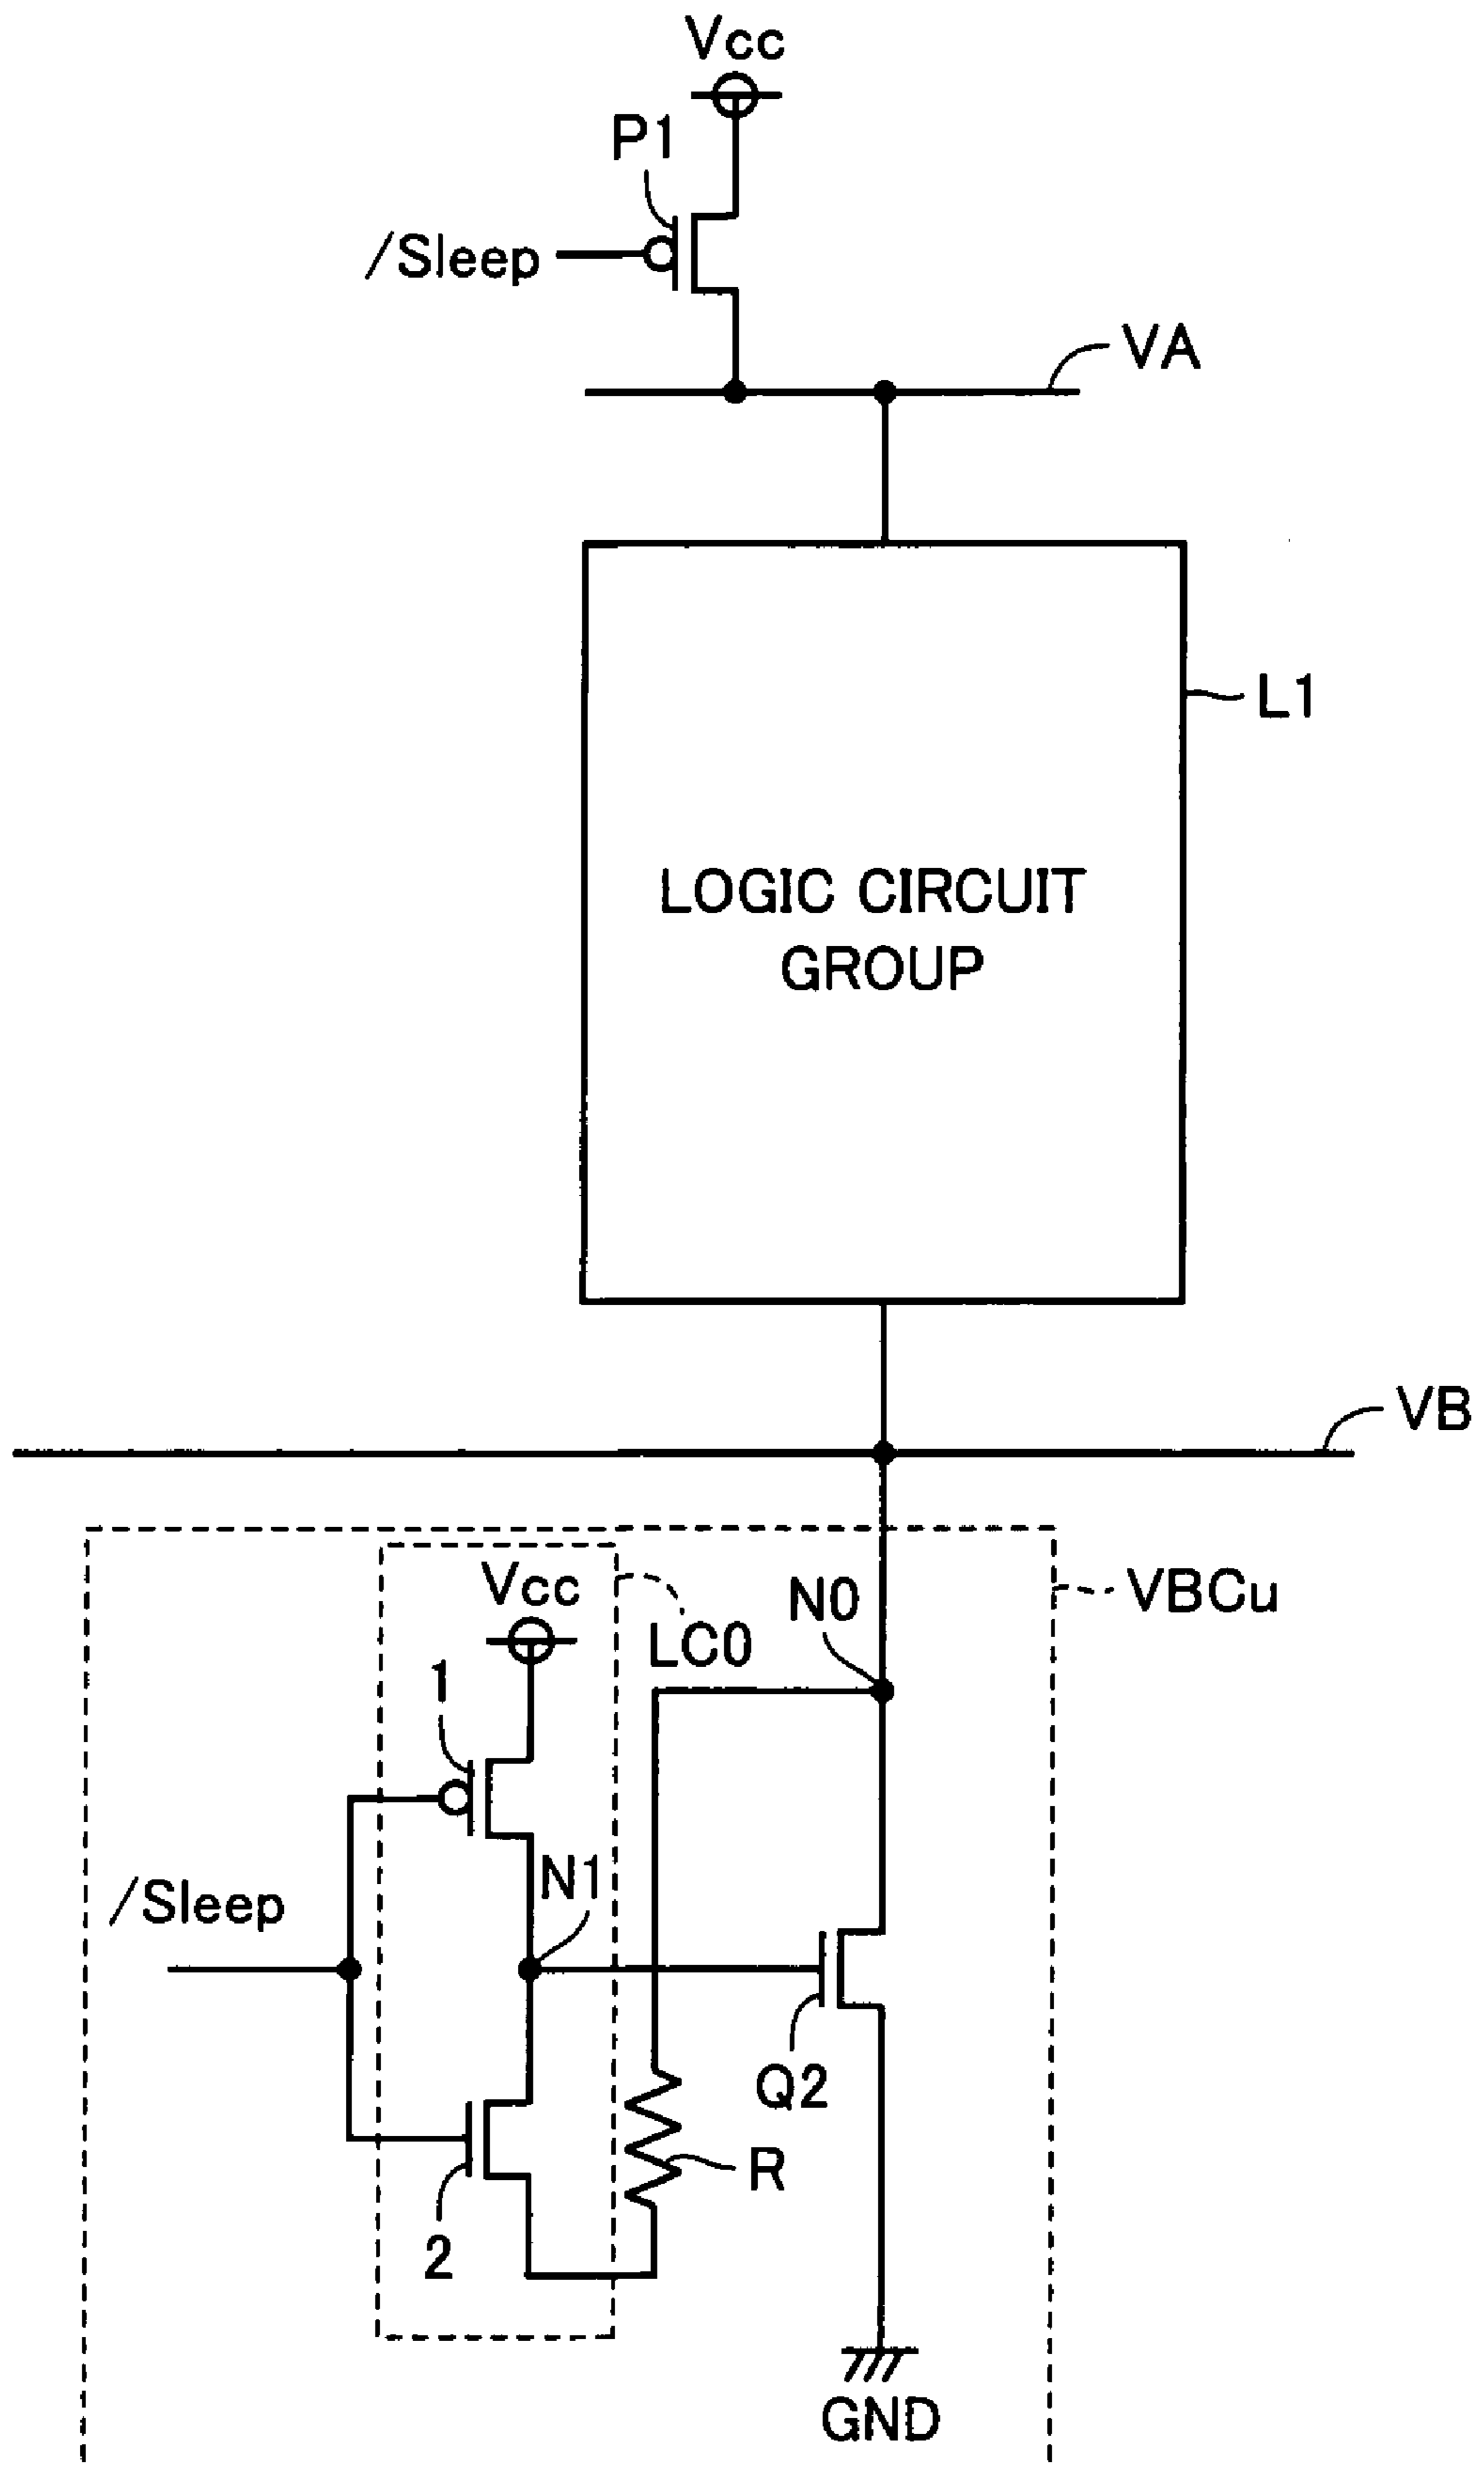 Vcc
P1
/Sleep
VA
L1
LOGIC CIRCUIT
GROUP
VB
Vcc
N0
VBCu
LC0
1
N1
/Sleep
Q2
R
2
GND